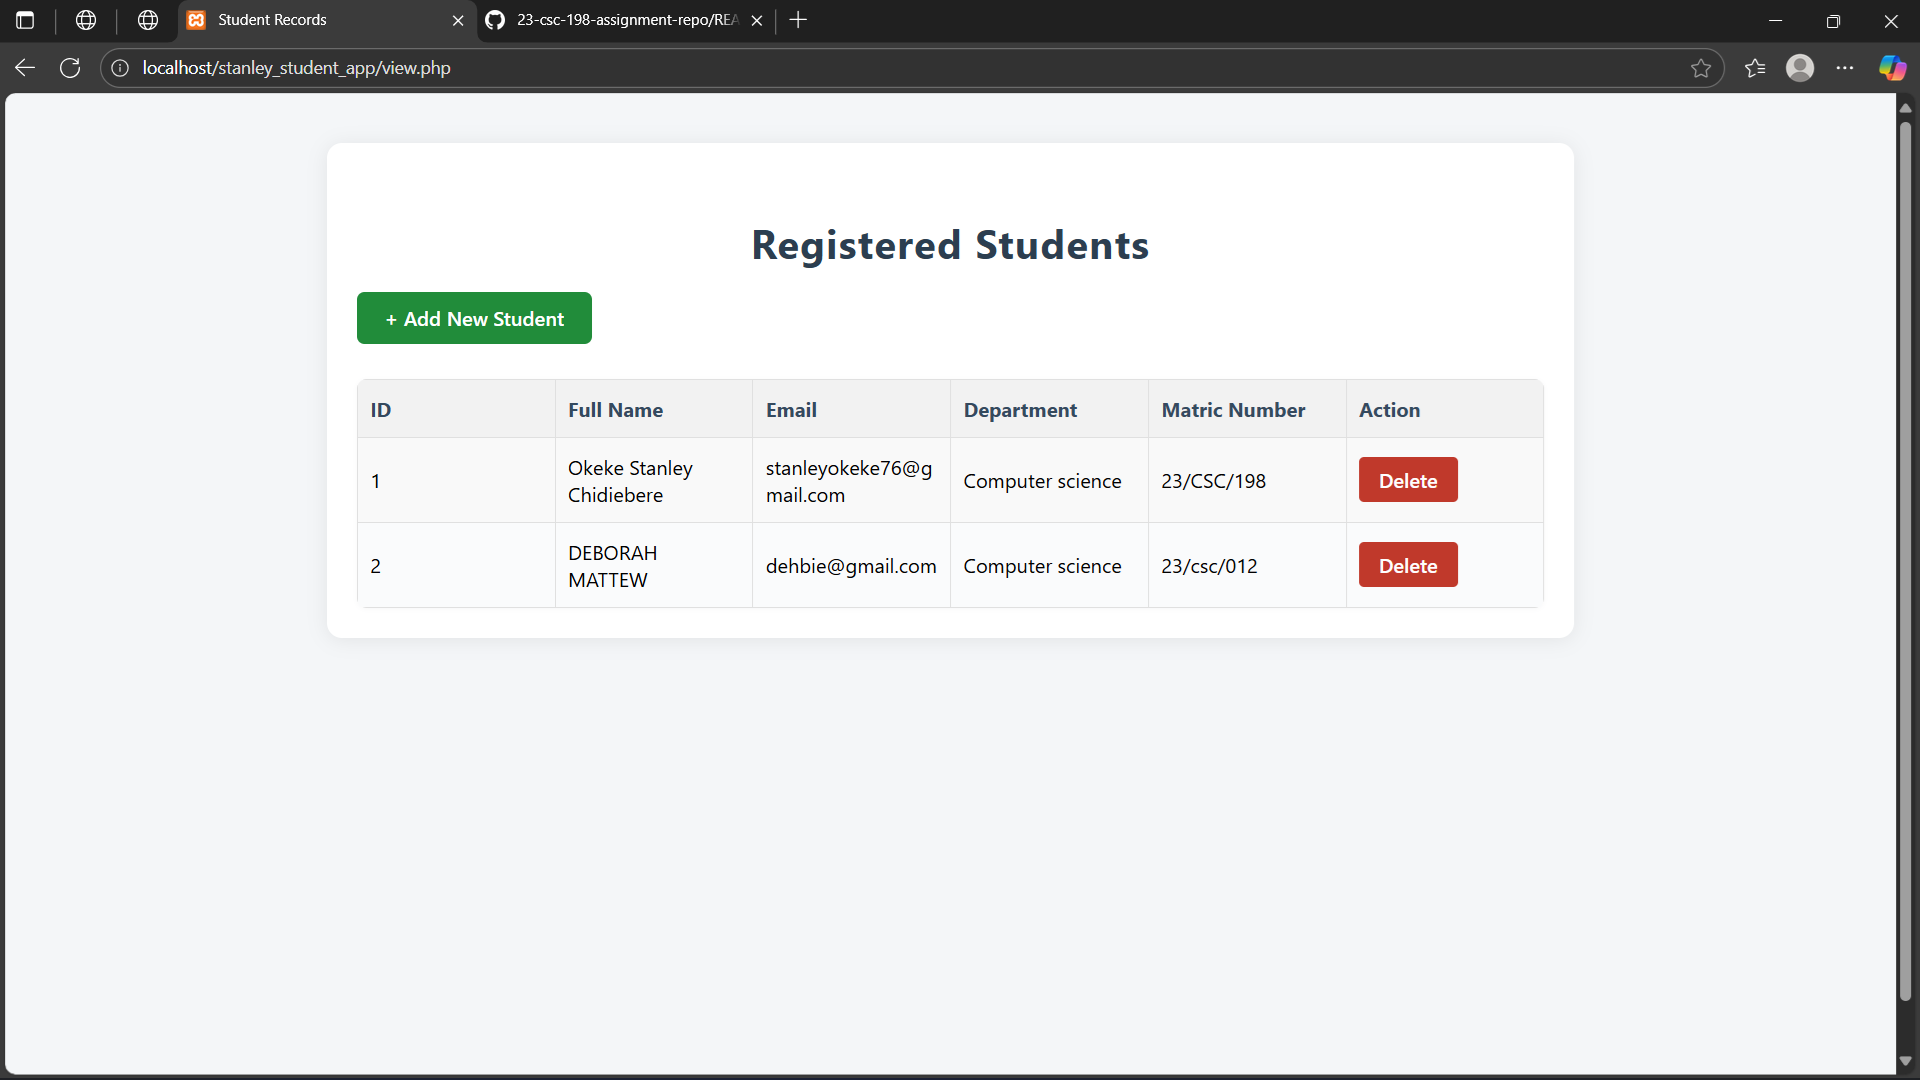 Student Records
23-csc-198-assignment-repo/REA
localhost/stanley_student_app/view.php
Registered Students
+ Add New Student
ID Full Name Email Department Matric Number Action
1 Okeke Stanley Chidiebere stanleyokeke76@gmail.com Computer science 23/CSC/198 Delete
2 DEBORAH MATTEW dehbie@gmail.com Computer science 23/csc/012 Delete